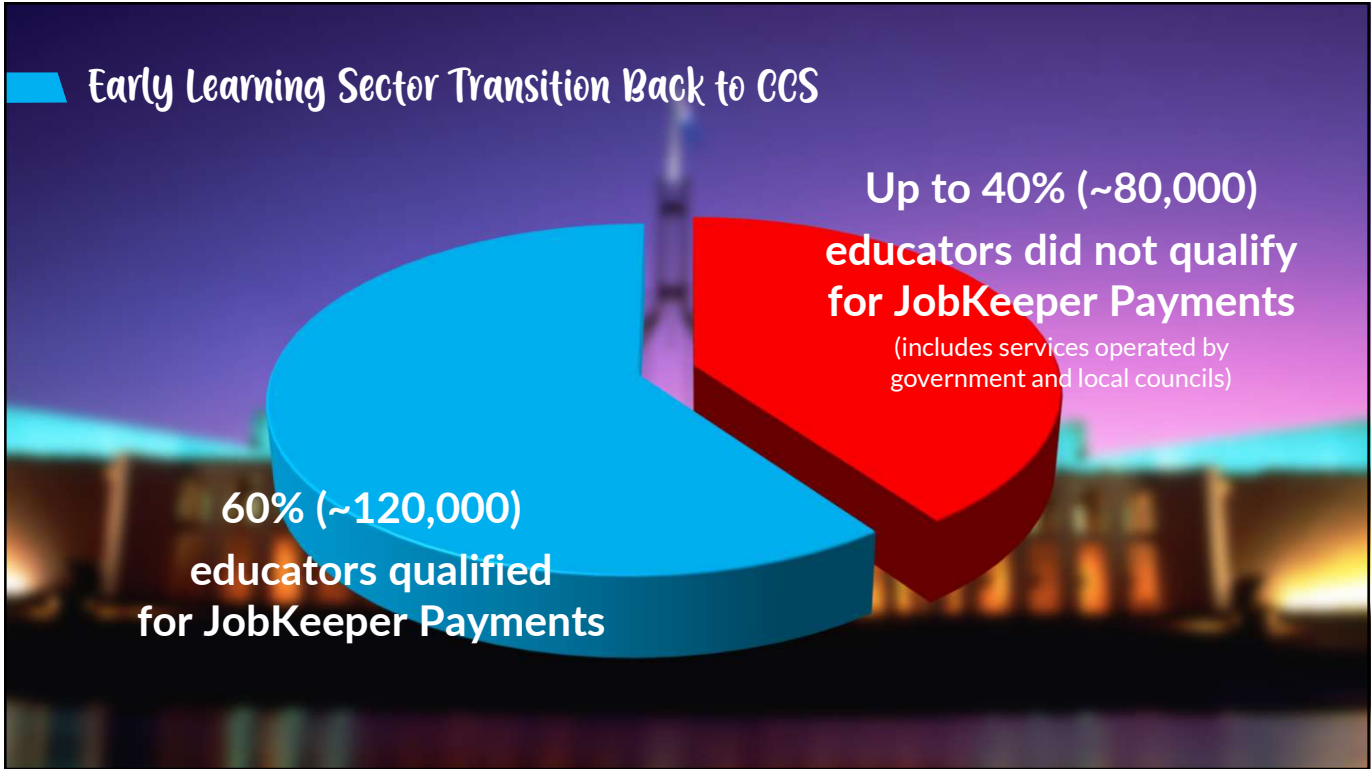 Early Learning Sector Transition Back to CCS
Up to 40% (~80,000)
educators did not qualify
for JobKeeper Payments
(includes services operated by
government and local councils)
60% (~120,000)
educators qualified
for JobKeeper Payments